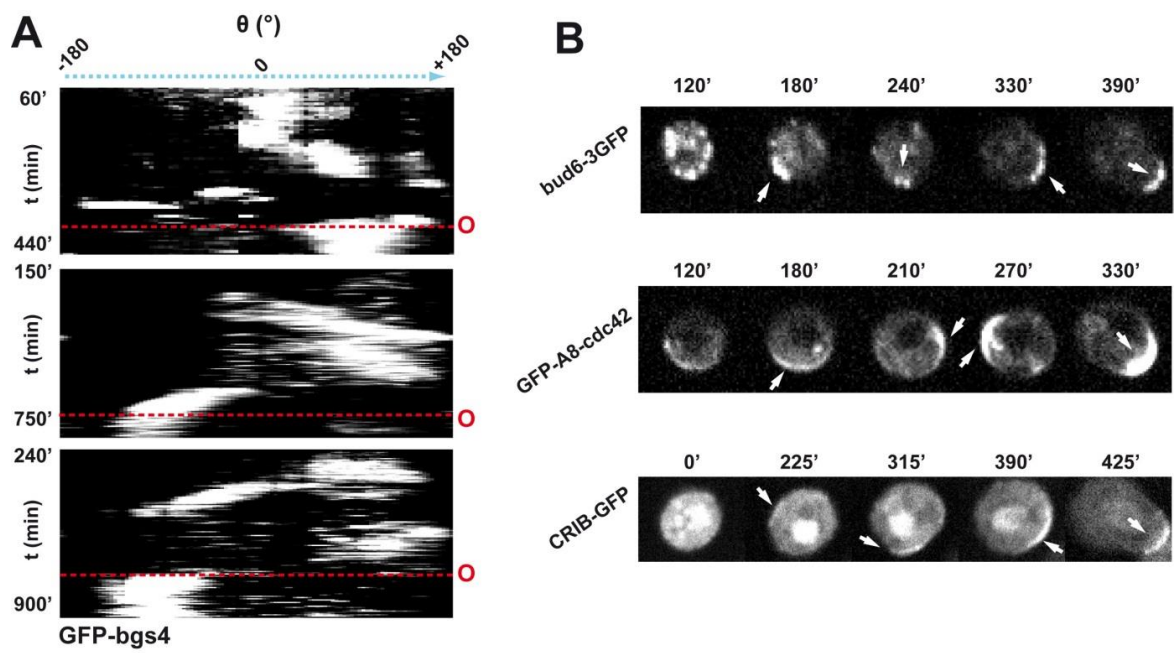 A
θ (°)
-180
0
+180
60’
t (min)
440’
O
150’
t (min)
750’
O
240’
t (min)
900’
O
GFP-bgs4
B
120’ 180’ 240’ 330’ 390’
bud6-3GFP
120’ 180’ 210’ 270’ 330’
GFP-A8-cdc42
0’ 225’ 315’ 390’ 425’
CRIB-GFP